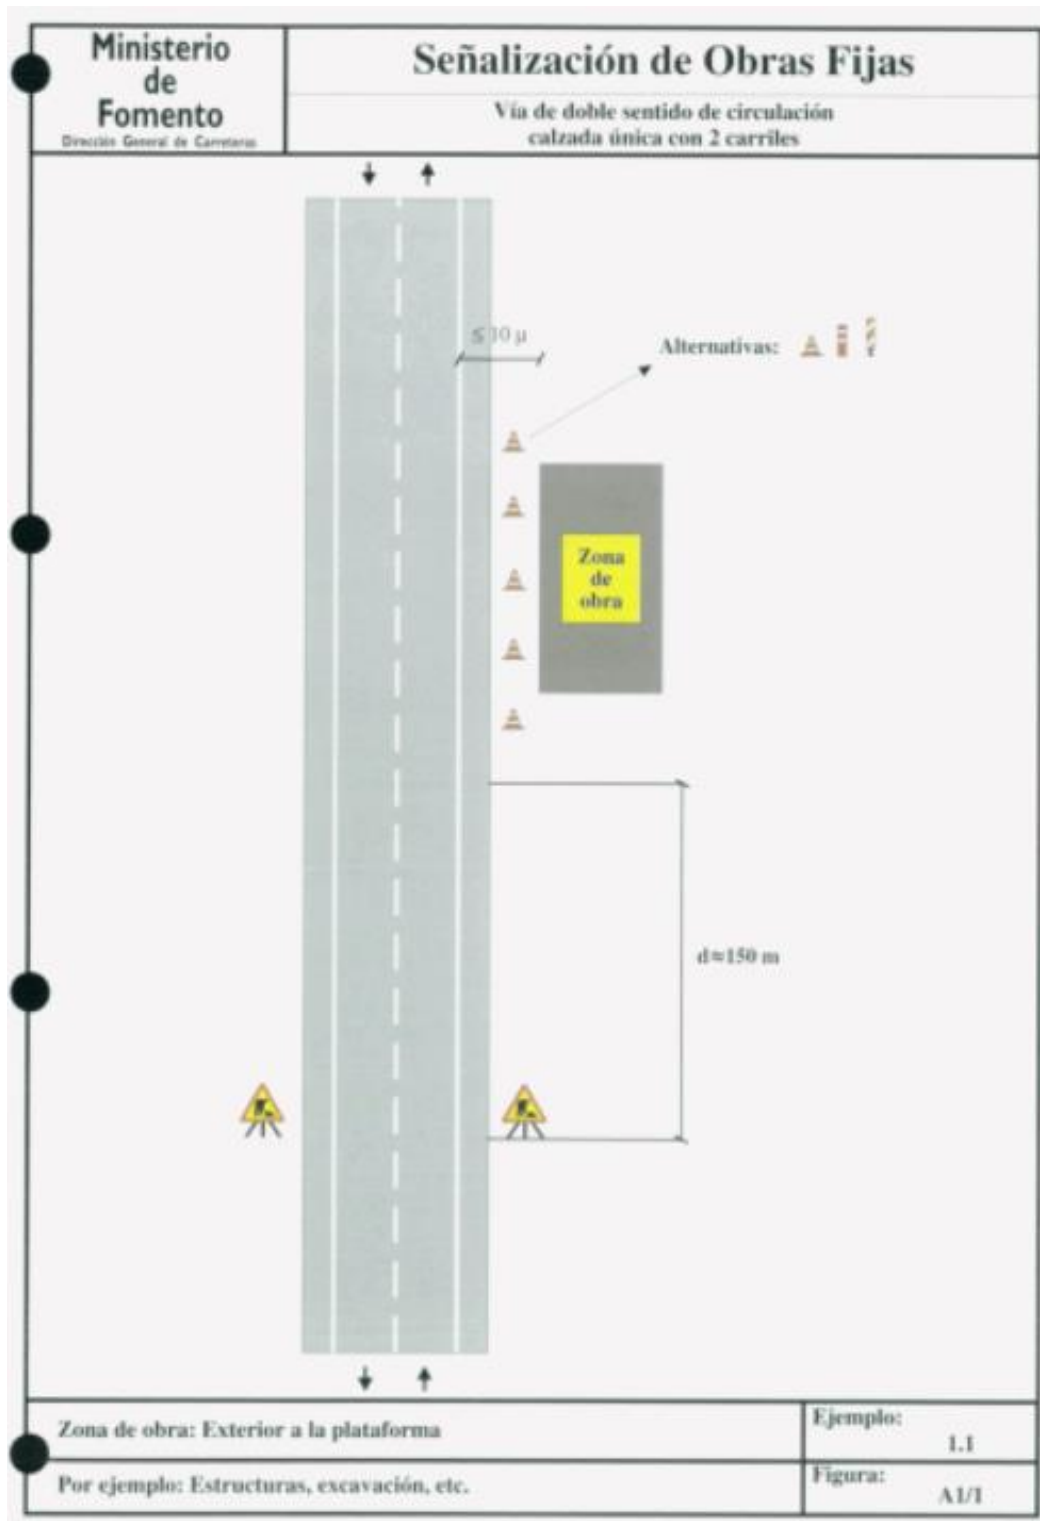 Ministerio
de
Fomento
Dirección General de Carreteras
Señalización de Obras Fijas
Vía de doble sentido de circulación
calzada única con 2 carriles
≤ 10 μ
Alternativas:
Zona
de
obra
d≈150 m
Zona de obra: Exterior a la plataforma
Ejemplo:
1.1
Por ejemplo: Estructuras, excavación, etc.
Figura:
A1/1